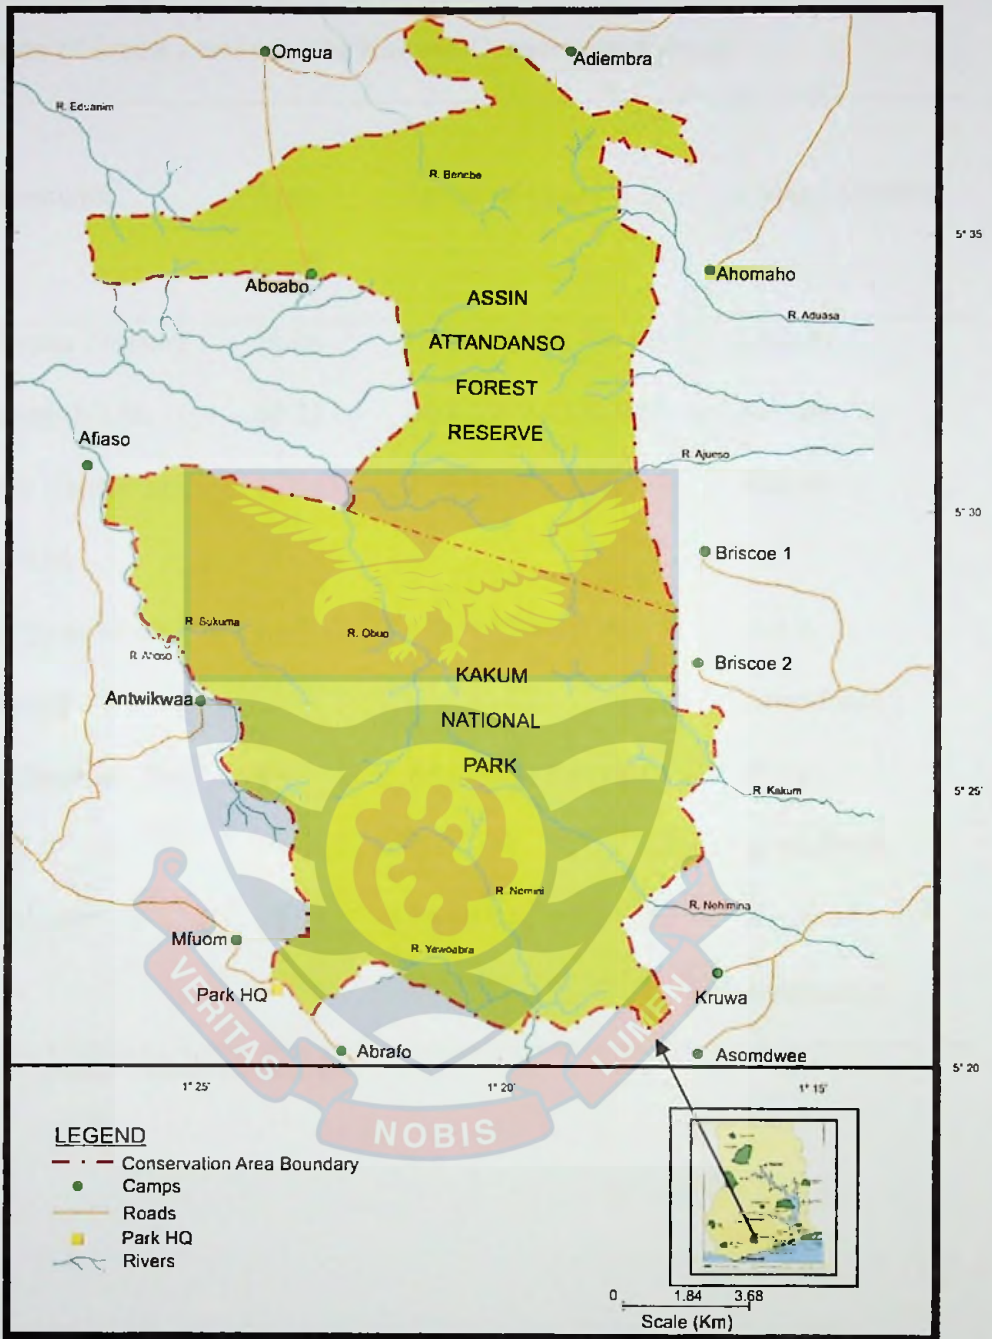 Omgua
Adiembra
R. Eduanim
R. Benebe
5° 35
Aboabo
Ahomaho
ASSIN
R. Aduasa
ATTANDANSO
FOREST
RESERVE
Afiaso
R. Ajueso
5° 30
Briscoe 1
R. Sukuma
R. Obuo
R. Afiaso
Briscoe 2
KAKUM
Antwikwaa
NATIONAL
PARK
R. Kakum
5° 25'
R. Nemini
R. Nehimina
Mfuom
R. Yewoabra
Park HQ
Kruwa
Abrafo
Asomdwee
5° 20
1° 25'
1° 20'
1° 15'
VERITAS
NOBIS
LUMEN
LEGEND
Conservation Area Boundary
Camps
Roads
Park HQ
Rivers
0 1.84 3.68
Scale (Km)